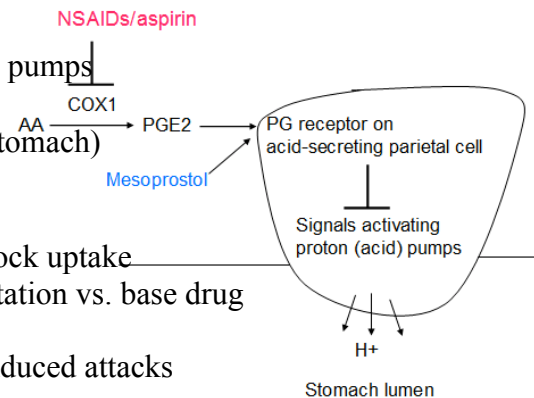 NSAIDs/aspirin
pumps
COX1
AA
PGE2
PG receptor on
acid-secreting parietal cell
tomach)
Mesoprostol
Signals activating
proton (acid) pumps
ock uptake
tation vs. base drug
H+
duced attacks
Stomach lumen